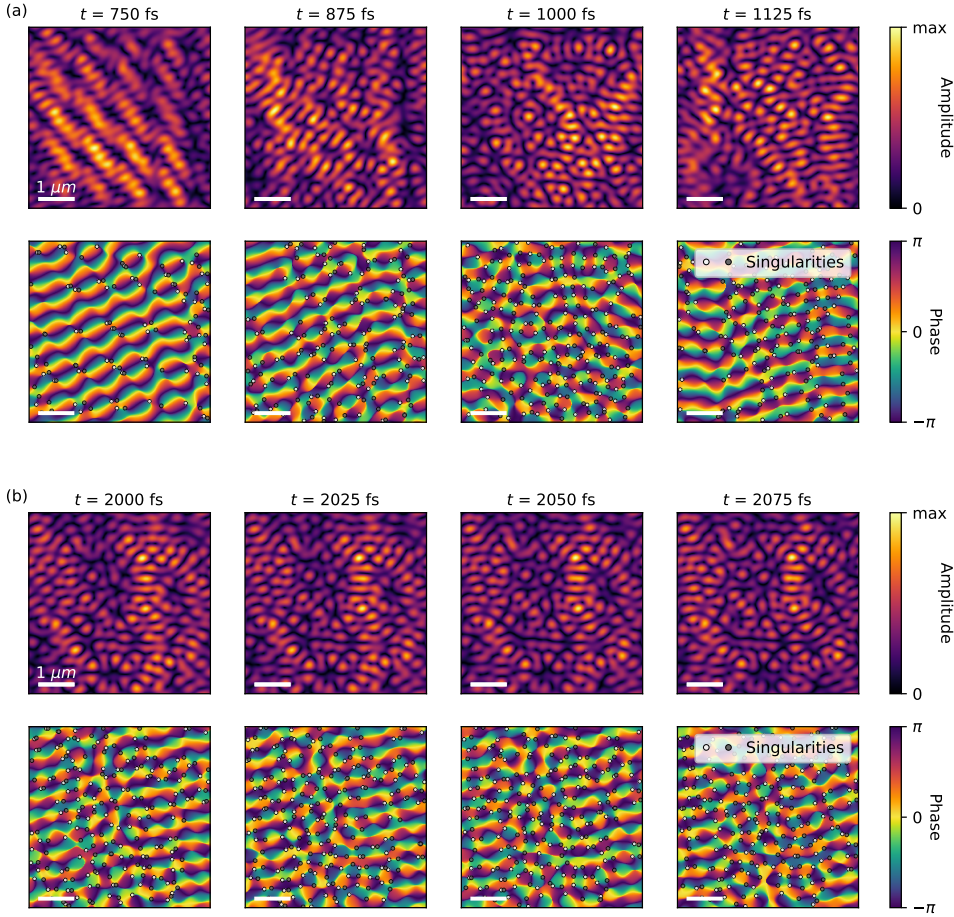 (a)
t = 750 fs
t = 875 fs
t = 1000 fs
t = 1125 fs
max
Amplitude
0
1 μm
π
Phase
0
−π
Singularities
(b)
t = 2000 fs
t = 2025 fs
t = 2050 fs
t = 2075 fs
max
Amplitude
0
1 μm
π
Phase
0
−π
Singularities